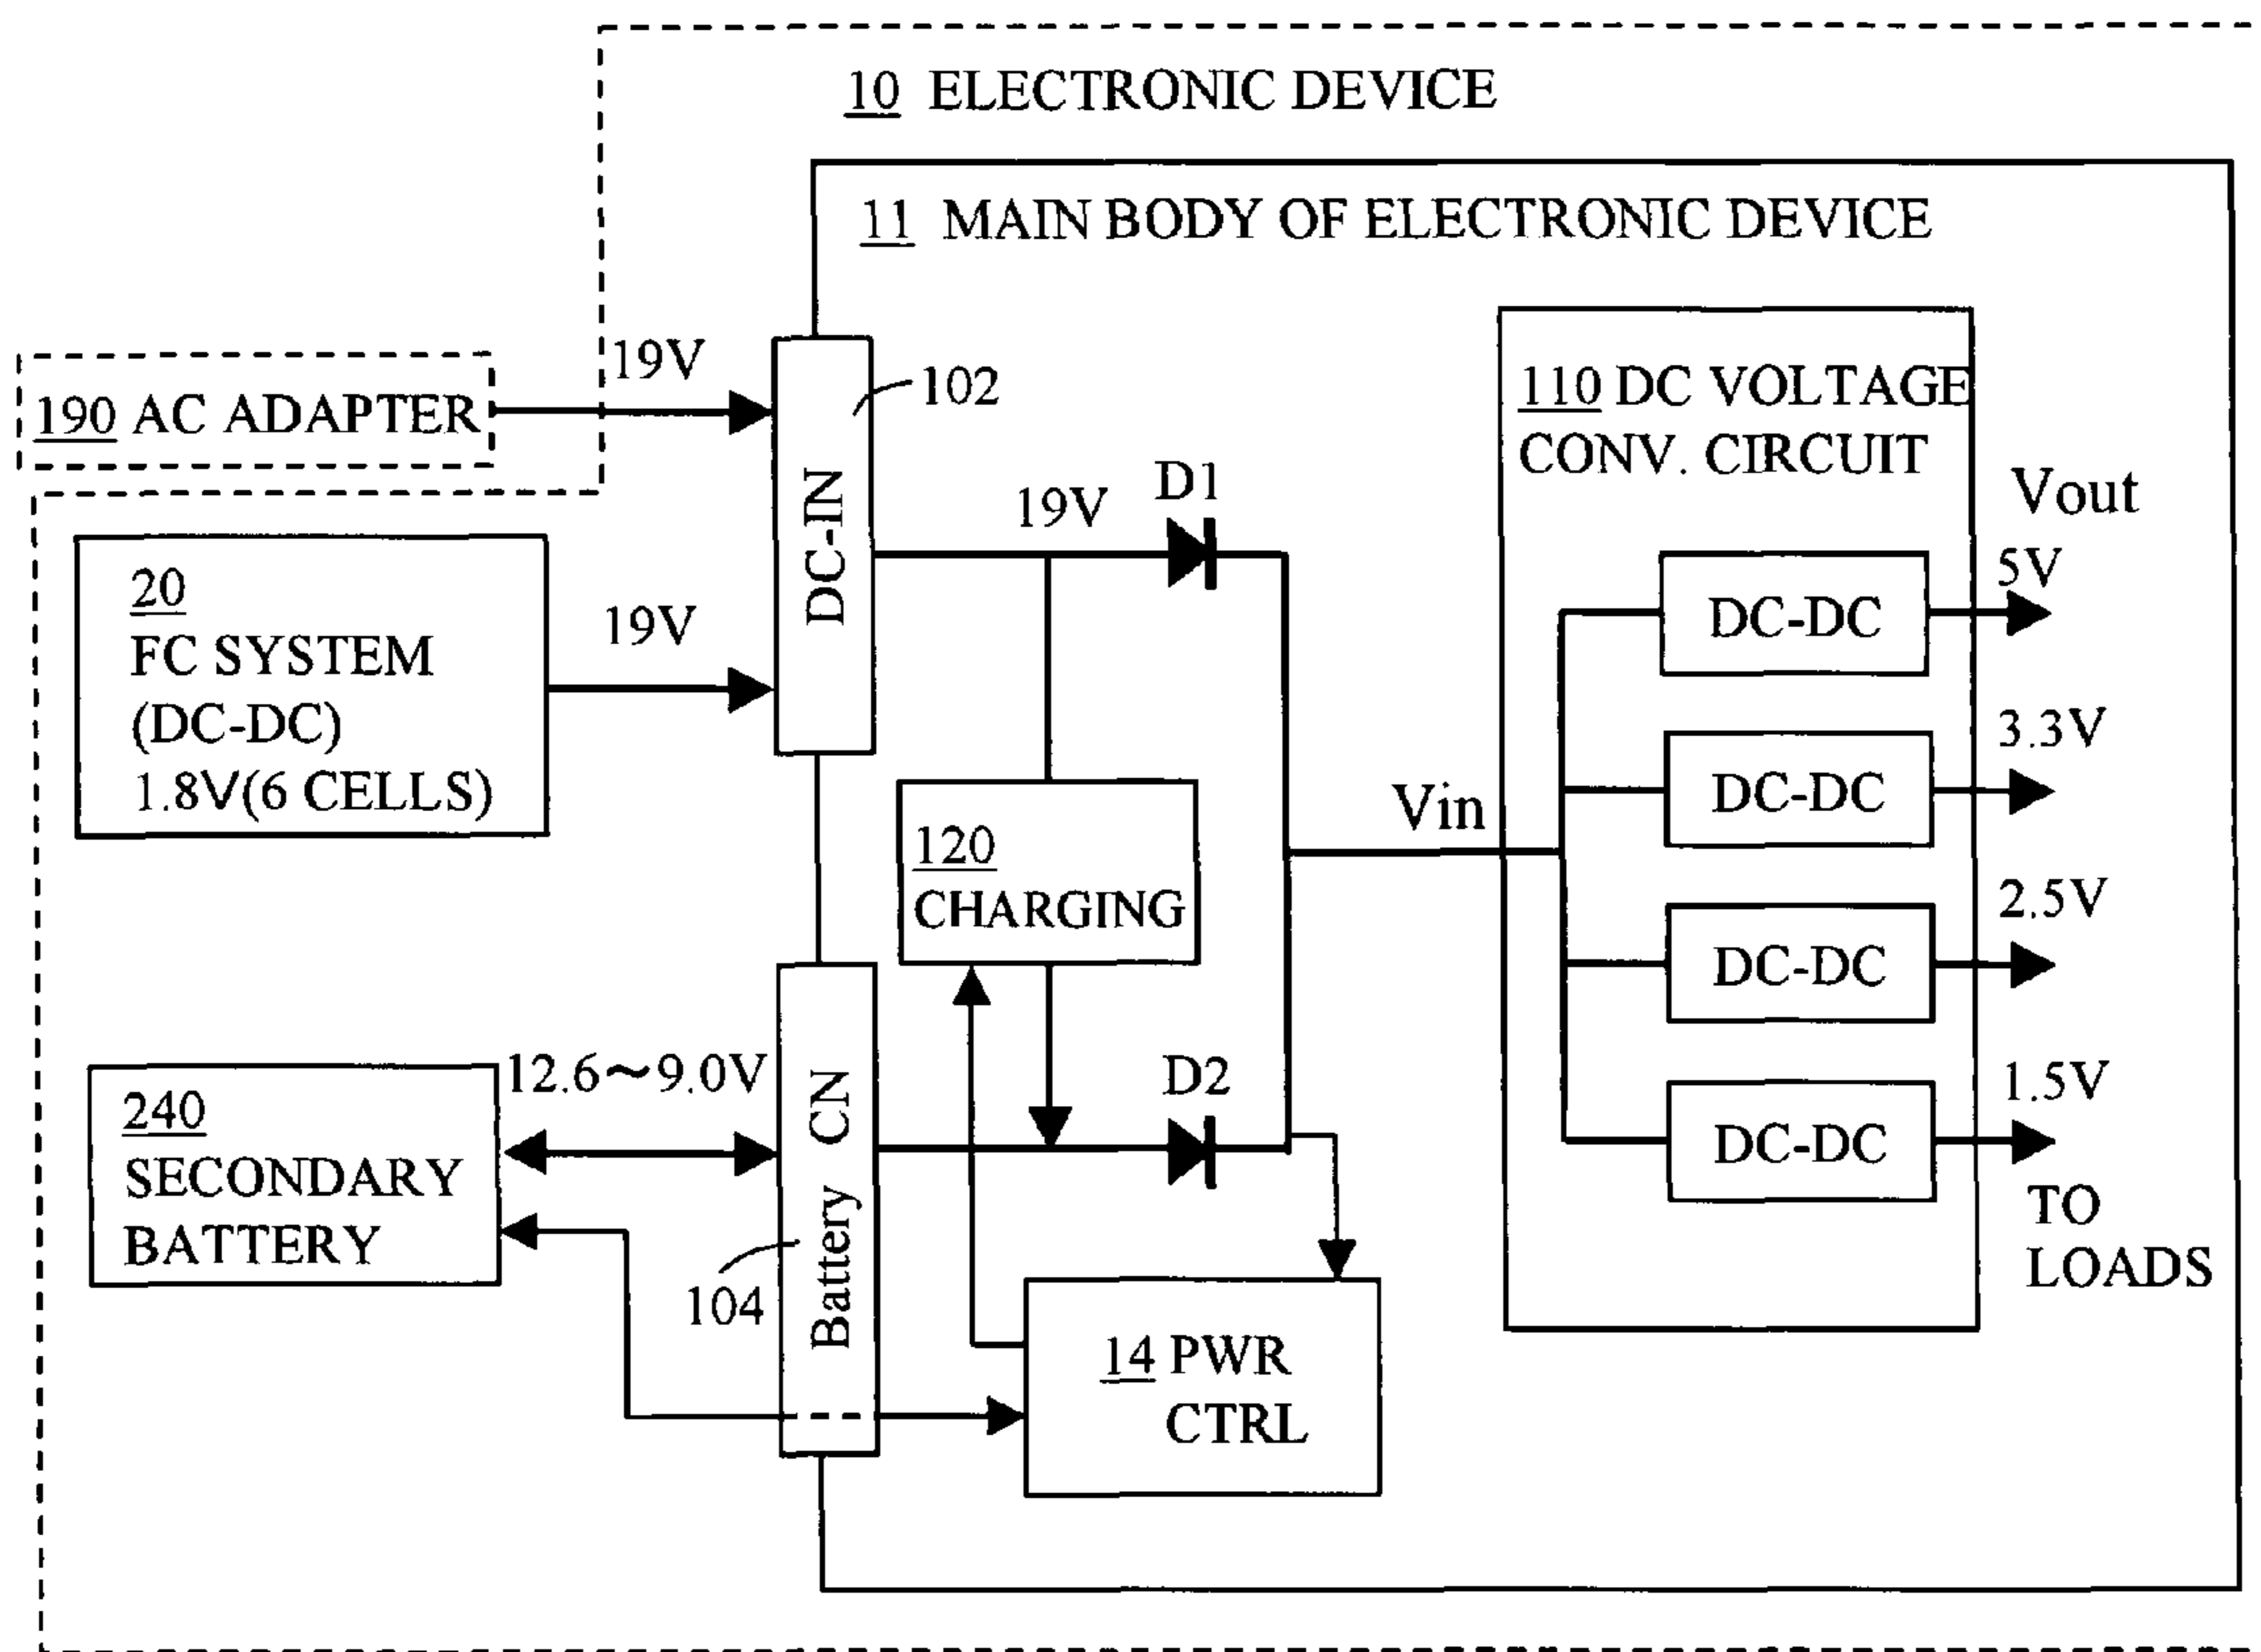 10 ELECTRONIC DEVICE
11 MAIN BODY OF ELECTRONIC DEVICE
190 AC ADAPTER
19V
102
DC-IN
20
FC SYSTEM
(DC-DC)
1.8V(6 CELLS)
19V
19V
D1
120
CHARGING
Vin
110 DC VOLTAGE
CONV. CIRCUIT
Vout
DC-DC
5V
DC-DC
3.3V
DC-DC
2.5V
DC-DC
1.5V
TO
LOADS
240
SECONDARY
BATTERY
12.6~9.0V
104
Battery CN
D2
14 PWR
CTRL